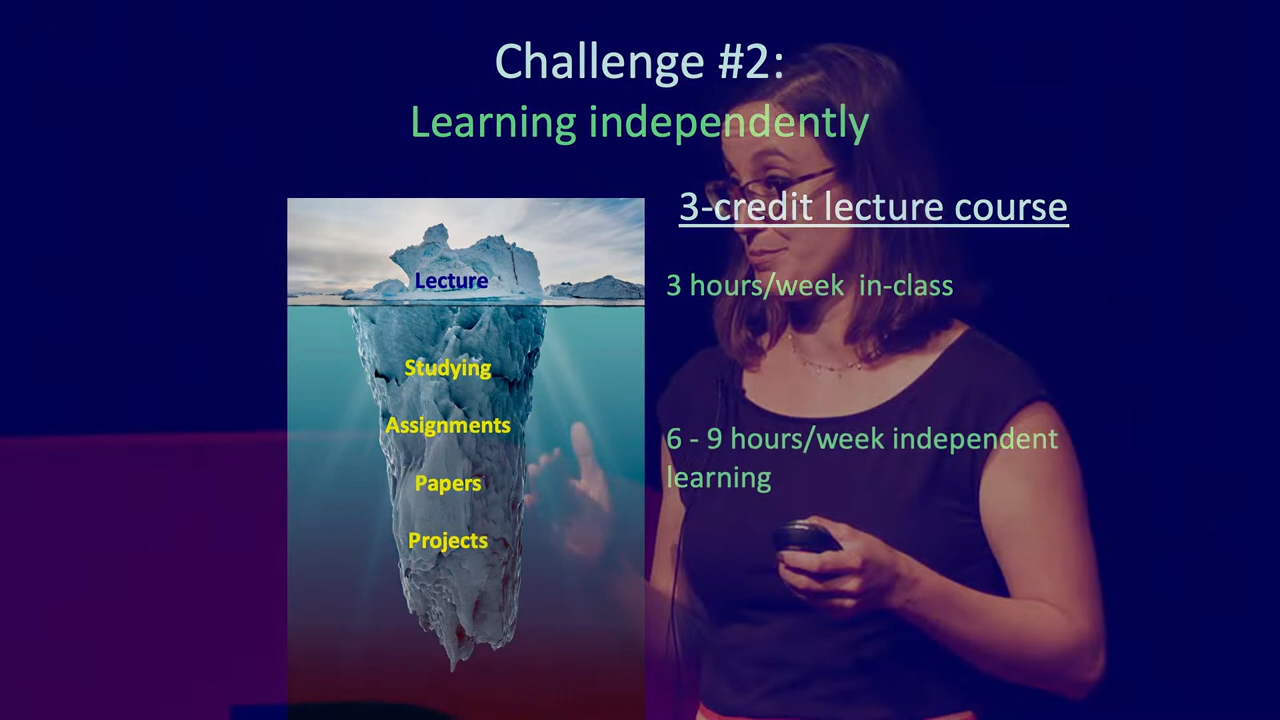 Challenge #2:
Learning independently
3-credit lecture course
Lecture
3 hours/week in-class
Studying
Assignments
6 - 9 hours/week independent
learning
Papers
Projects